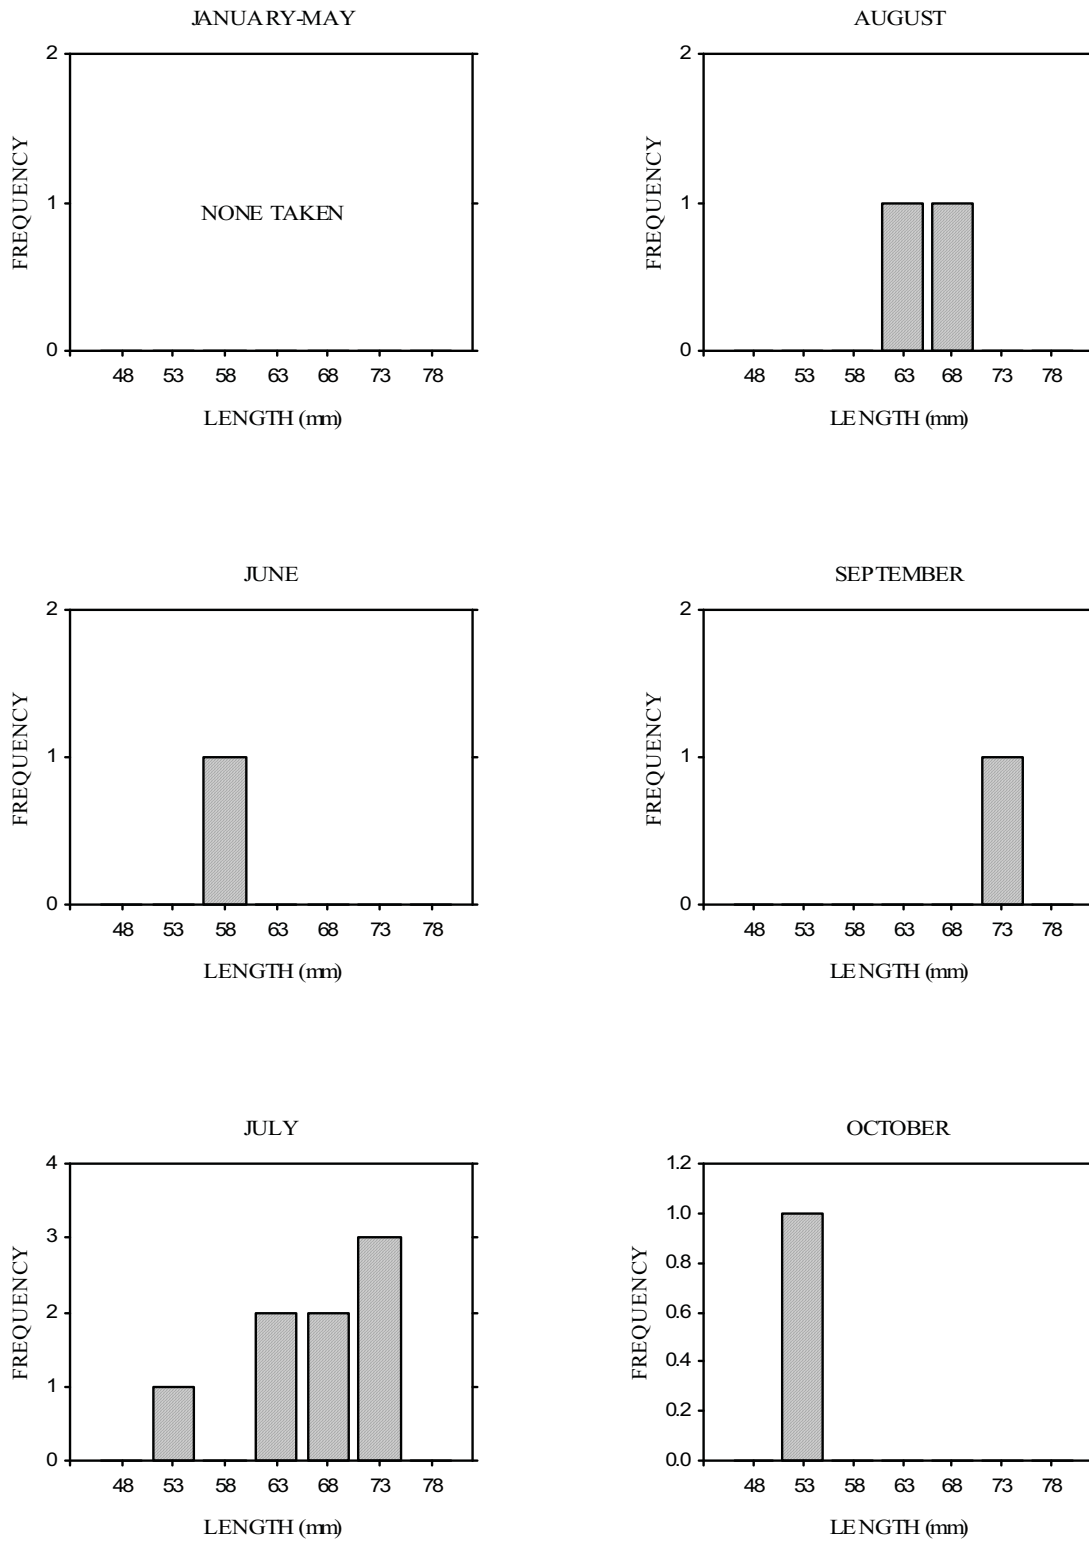 JANUARY-MAY
FREQUENCY
2
1
0
NONE TAKEN
48 53 58 63 68 73 78
LENGTH (mm)
AUGUST
FREQUENCY
2
1
0
48 53 58 63 68 73 78
LENGTH (mm)
JUNE
FREQUENCY
2
1
0
48 53 58 63 68 73 78
LENGTH (mm)
SEPTEMBER
FREQUENCY
2
1
0
48 53 58 63 68 73 78
LENGTH (mm)
JULY
FREQUENCY
4
3
2
1
0
48 53 58 63 68 73 78
LENGTH (mm)
OCTOBER
FREQUENCY
1.2
1.0
0.8
0.6
0.4
0.2
0.0
48 53 58 63 68 73 78
LENGTH (mm)